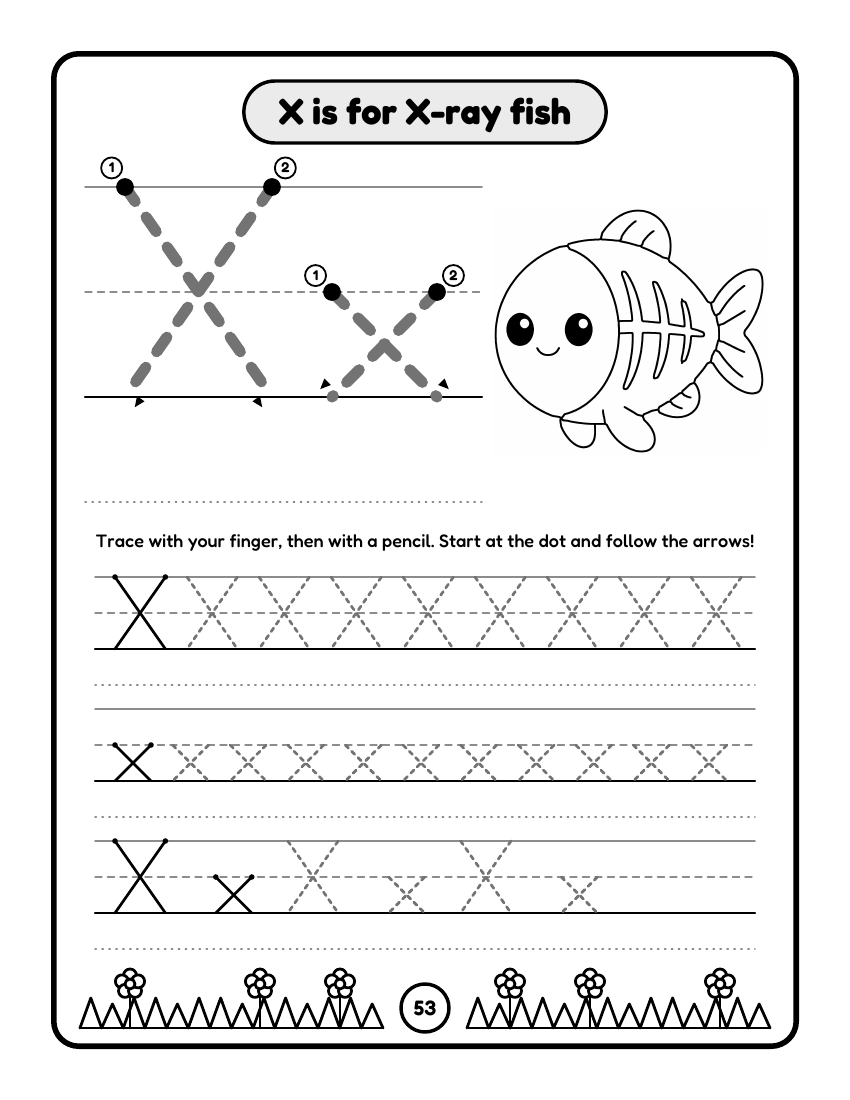 X is for X-ray fish
1 2
1 2
Trace with your finger, then with a pencil. Start at the dot and follow the arrows!
X X X X X X X X X
x x x x x x x x x x x
X x X x X x
53